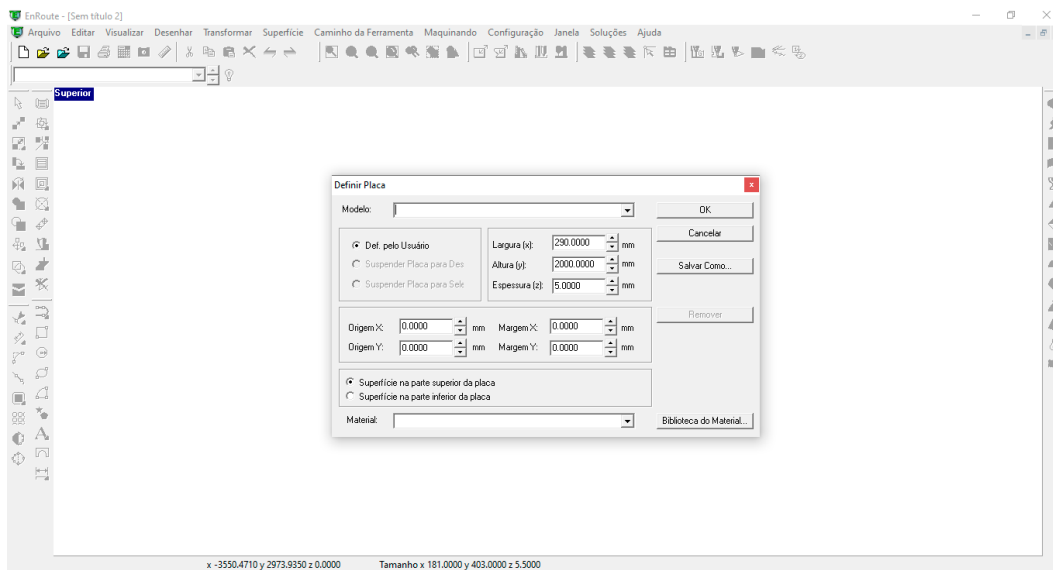 EnRoute - [Sem título 2]
Arquivo Editar Visualizar Desenhar Transformar Superfície Caminho da Ferramenta Maquinando Configuração Janela Soluções Ajuda
Superior
Definir Placa
Modelo:
OK
Cancelar
Def. pelo Usuário
Largura (x): 290.0000 mm
Suspender Placa para Des
Altura (y): 2000.0000 mm
Salvar Como...
Suspender Placa para Sele
Espessura (z): 5.0000 mm
Remover
Origem X: 0.0000 mm Margem X: 0.0000 mm
Origem Y: 0.0000 mm Margem Y: 0.0000 mm
Superfície na parte superior da placa
Superfície na parte inferior da placa
Material:
Biblioteca do Material...
x -3550.4710 y 2973.9350 z 0.0000 Tamanho x 181.0000 y 403.0000 z 5.5000